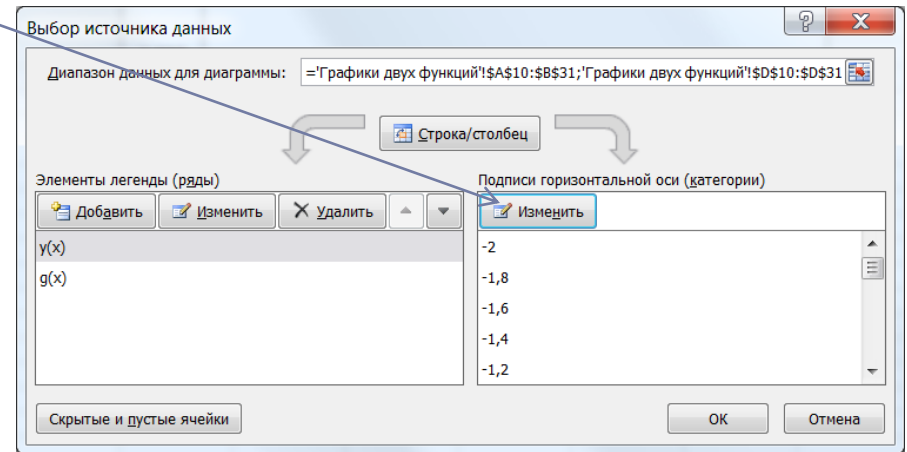 Выбор источника данных
Диапазон данных для диаграммы: ='Графики двух функций'!$A$10:$B$31;'Графики двух функций'!$D$10:$D$31
Строка/столбец
Элементы легенды (ряды)
Добавить Изменить Удалить
y(x)
g(x)
Подписи горизонтальной оси (категории)
Изменить
-2
-1,8
-1,6
-1,4
-1,2
Скрытые и пустые ячейки
ОК Отмена